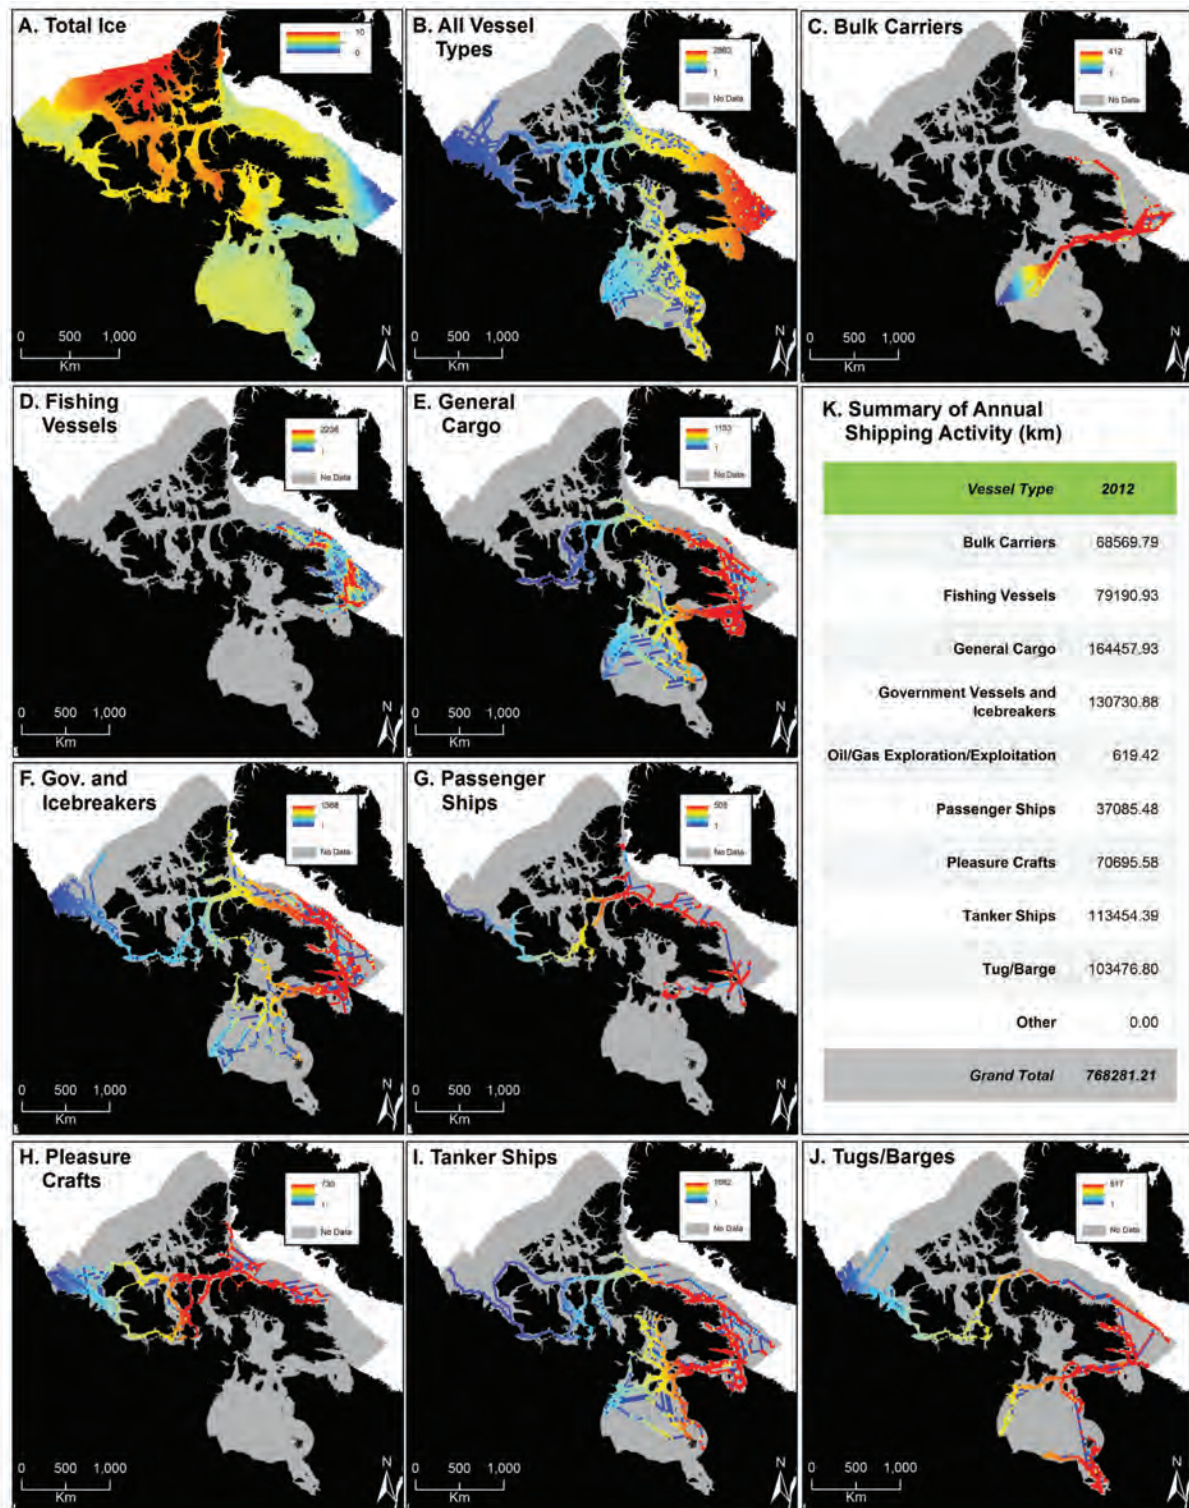 A. Total Ice
10
0
0 500 1,000
Km
N
B. All Vessel
Types
1
No Data
0 500 1,000
Km
N
C. Bulk Carriers
412
1
No Data
0 500 1,000
Km
N
D. Fishing
Vessels
1
No Data
0 500 1,000
Km
N
E. General
Cargo
1
No Data
0 500 1,000
Km
N
K. Summary of Annual
Shipping Activity (km)
Vessel Type 2012
Bulk Carriers 68569.79
Fishing Vessels 79190.93
General Cargo 164457.93
Government Vessels and
Icebreakers 130730.88
Oil/Gas Exploration/Exploitation 619.42
Passenger Ships 37085.48
Pleasure Crafts 70695.58
Tanker Ships 113454.39
Tug/Barge 103476.80
Other 0.00
Grand Total 768281.21
F. Gov. and
Icebreakers
1
No Data
0 500 1,000
Km
N
G. Passenger
Ships
1
No Data
0 500 1,000
Km
N
H. Pleasure
Crafts
730
1
No Data
0 500 1,000
Km
N
I. Tanker Ships
1
No Data
0 500 1,000
Km
N
J. Tugs/Barges
1
No Data
0 500 1,000
Km
N